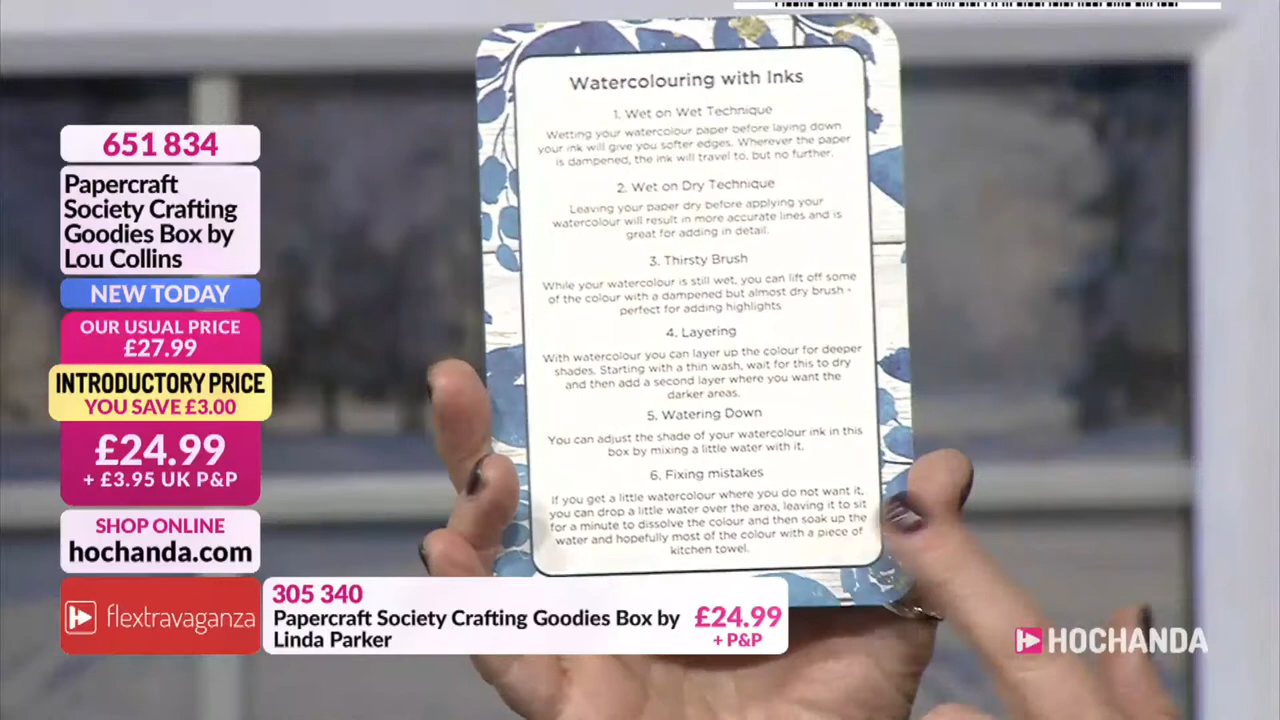 651 834
Papercraft
Society Crafting
Goodies Box by
Lou Collins
NEW TODAY
OUR USUAL PRICE
£27.99
INTRODUCTORY PRICE
YOU SAVE £3.00
£24.99
+ £3.95 UK P&P
SHOP ONLINE
hochanda.com
flextravaganza
305 340
Papercraft Society Crafting Goodies Box by
Linda Parker
£24.99
+ P&P
HOCHANDA
Watercolouring with Inks
1. Wet on Wet Technique
Wetting your watercolour paper before laying down
your ink will give you softer edges. Wherever the paper
is dampened, the ink will travel to, but no further.
2. Wet on Dry Technique
Leaving your paper dry before applying your
watercolour will result in more accurate lines and is
great for adding in detail.
3. Thirsty Brush
While your watercolour is still wet, you can lift off some
of the colour with a dampened but almost dry brush -
perfect for adding highlights
4. Layering
With watercolour you can layer up the colour for deeper
shades. Starting with a thin wash, wait for this to dry
and then add a second layer where you want the
darker areas.
5. Watering Down
You can adjust the shade of your watercolour ink in this
box by mixing a little water with it.
6. Fixing mistakes
If you get a little watercolour where you do not want it,
you can drop a little water over the area, leaving it to sit
for a minute to dissolve the colour and then soak up the
water and hopefully most of the colour with a piece of
kitchen towel.